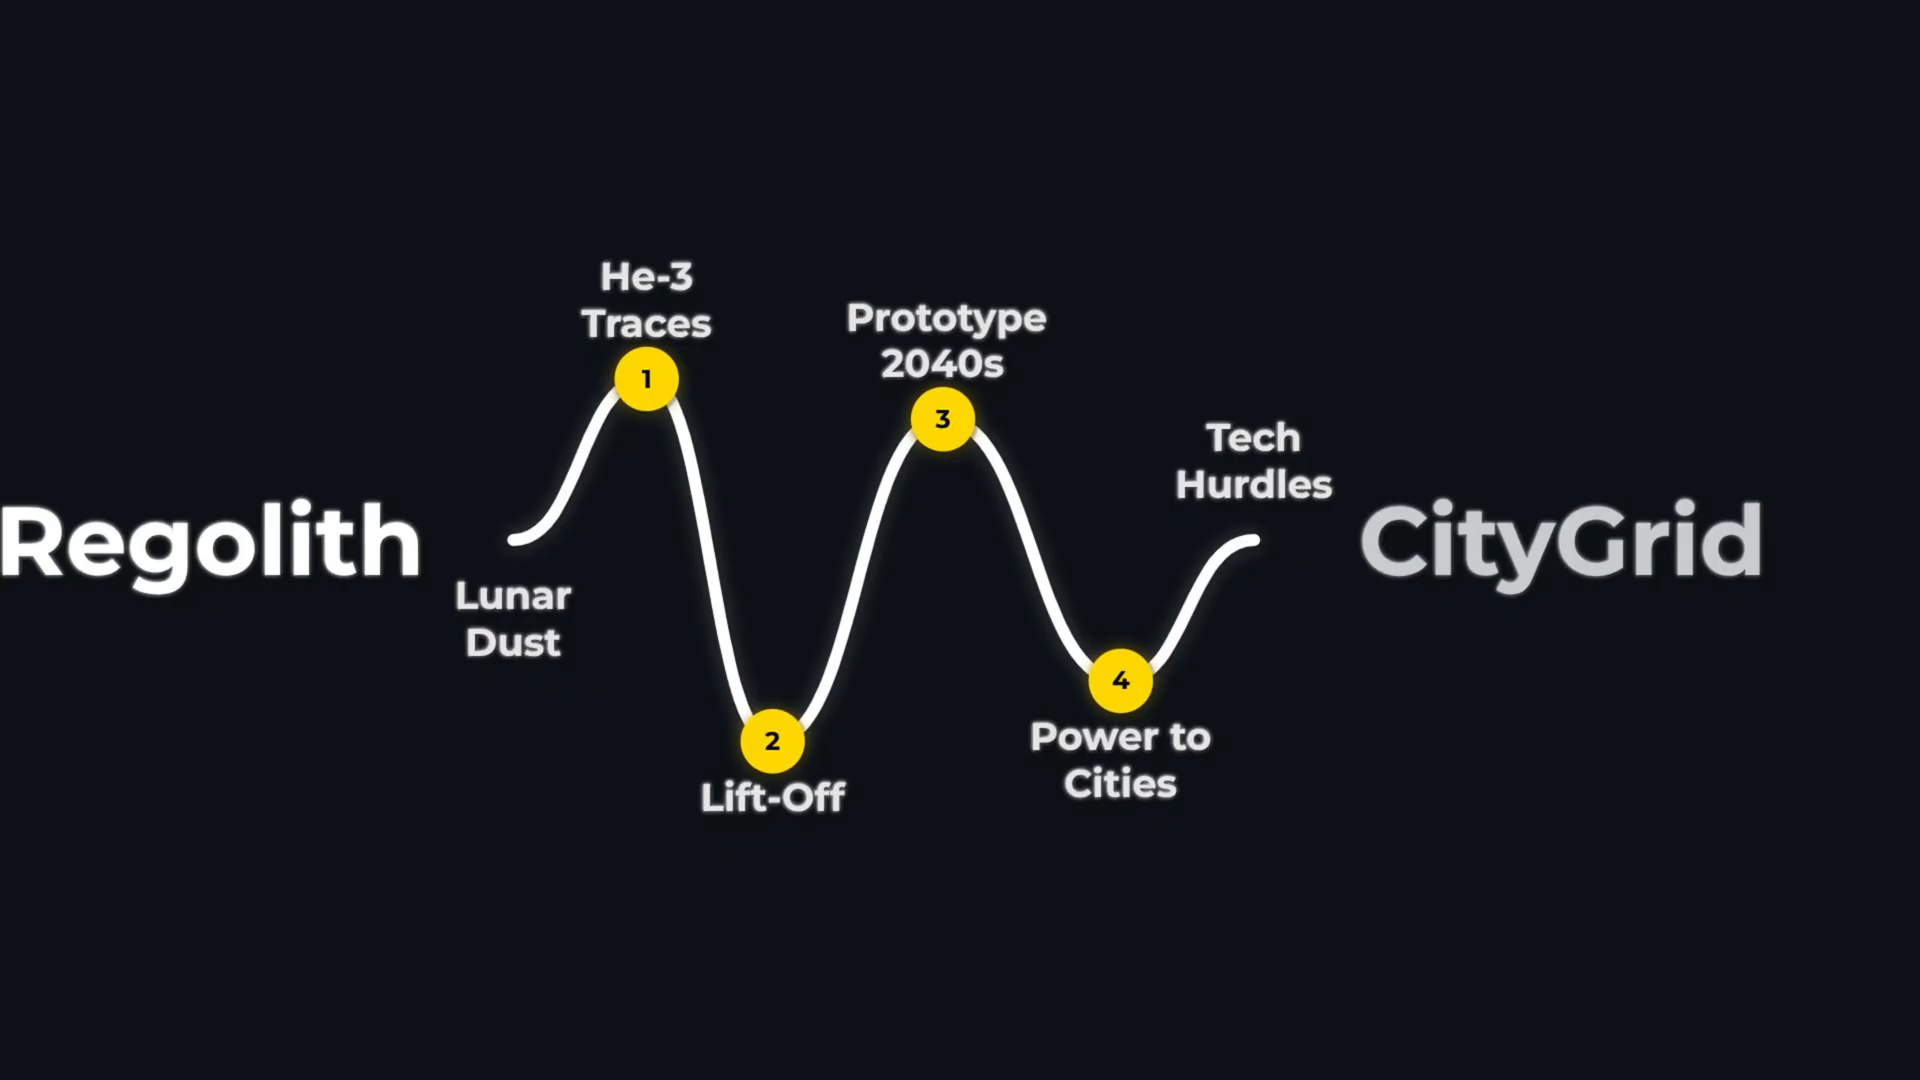 Regolith
Lunar
Dust
He-3
Traces
1
2
Lift-Off
Prototype
2040s
3
4
Power to
Cities
Tech
Hurdles
CityGrid